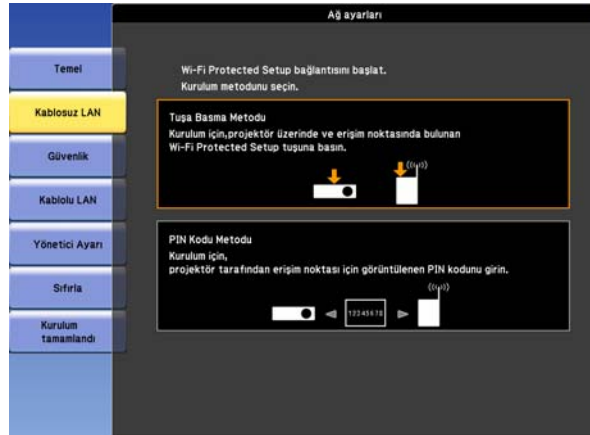 Ağ ayarları
Temel
Kablosuz LAN
Güvenlik
Kablolu LAN
Yönetici Ayarı
Sıfırla
Kurulum
tamamlandı
Wi-Fi Protected Setup bağlantısını başlat.
Kurulum metodunu seçin.
Tuşa Basma Metodu
Kurulum için,projektör üzerinde ve erişim noktasında bulunan
Wi-Fi Protected Setup tuşuna basın.
PIN Kodu Metodu
Kurulum için,
projektör tarafından erişim noktası için görüntülenen PIN kodunu girin.
12345678